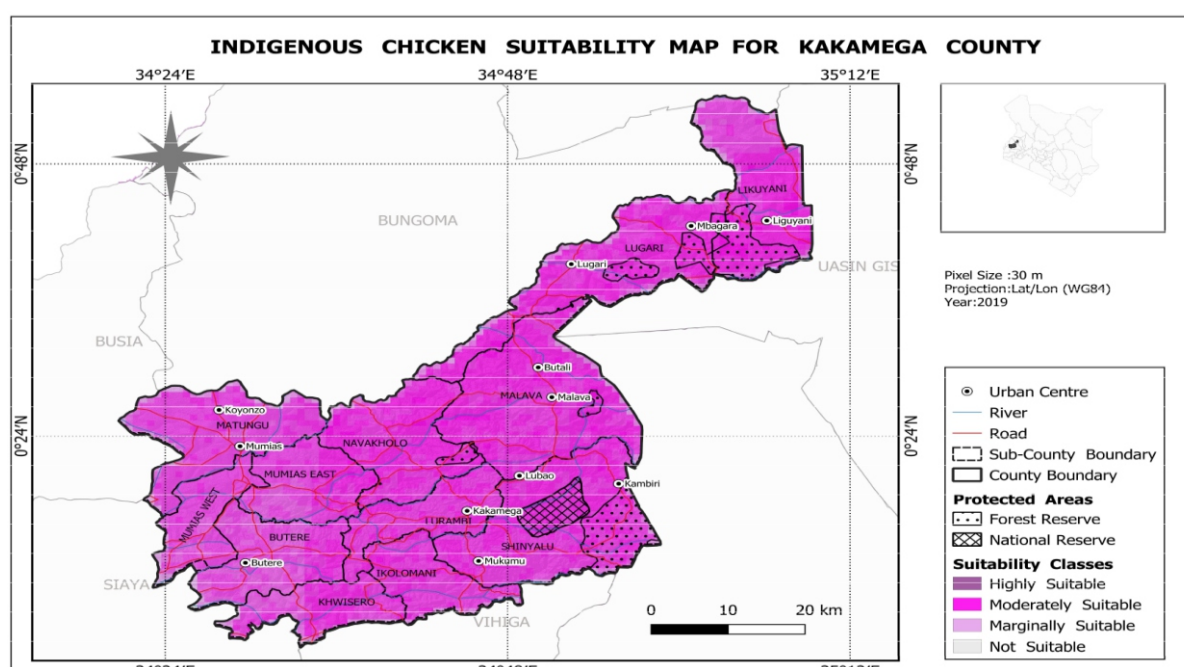 INDIGENOUS CHICKEN SUITABILITY MAP FOR KAKAMEGA COUNTY
34°24'E 34°48'E 35°12'E
0°48'N 0°48'N
LIKUYANI
BUNGOMA
Liguyani
Mbagara
LUGARI
Lugari
UASIN GIS
Pixel Size :30 m
Projection:Lat/Lon (WG84)
Year:2019
BUSIA
Butali
MALAVA
Malava
Koyonzo
MATUNGU
0°24'N 0°24'N
NAVAKHOLO
Mumias
MUMIAS EAST
Lubao
Kambiri
MUMIAS WEST
Kakamega
LURAMBI
BUTERE
SHINYALU
Butere
Mukumu
IKOLOMANI
SIAYA
KHWISERO
VIHIGA
0 10 20 km
Urban Centre
River
Road
Sub-County Boundary
County Boundary
Protected Areas
Forest Reserve
National Reserve
Suitability Classes
Highly Suitable
Moderately Suitable
Marginally Suitable
Not Suitable